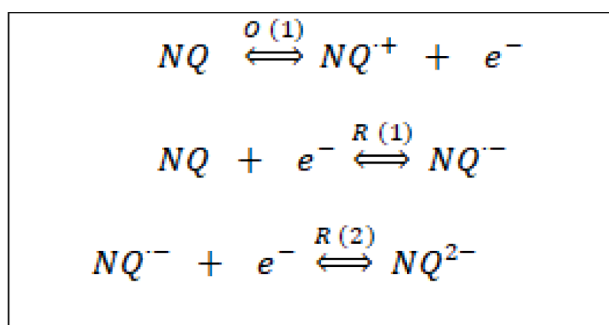 NQ ⇔ O (1) NQ·+ + e−
NQ + e− ⇔ R (1) NQ·−
NQ·− + e− ⇔ R (2) NQ2−